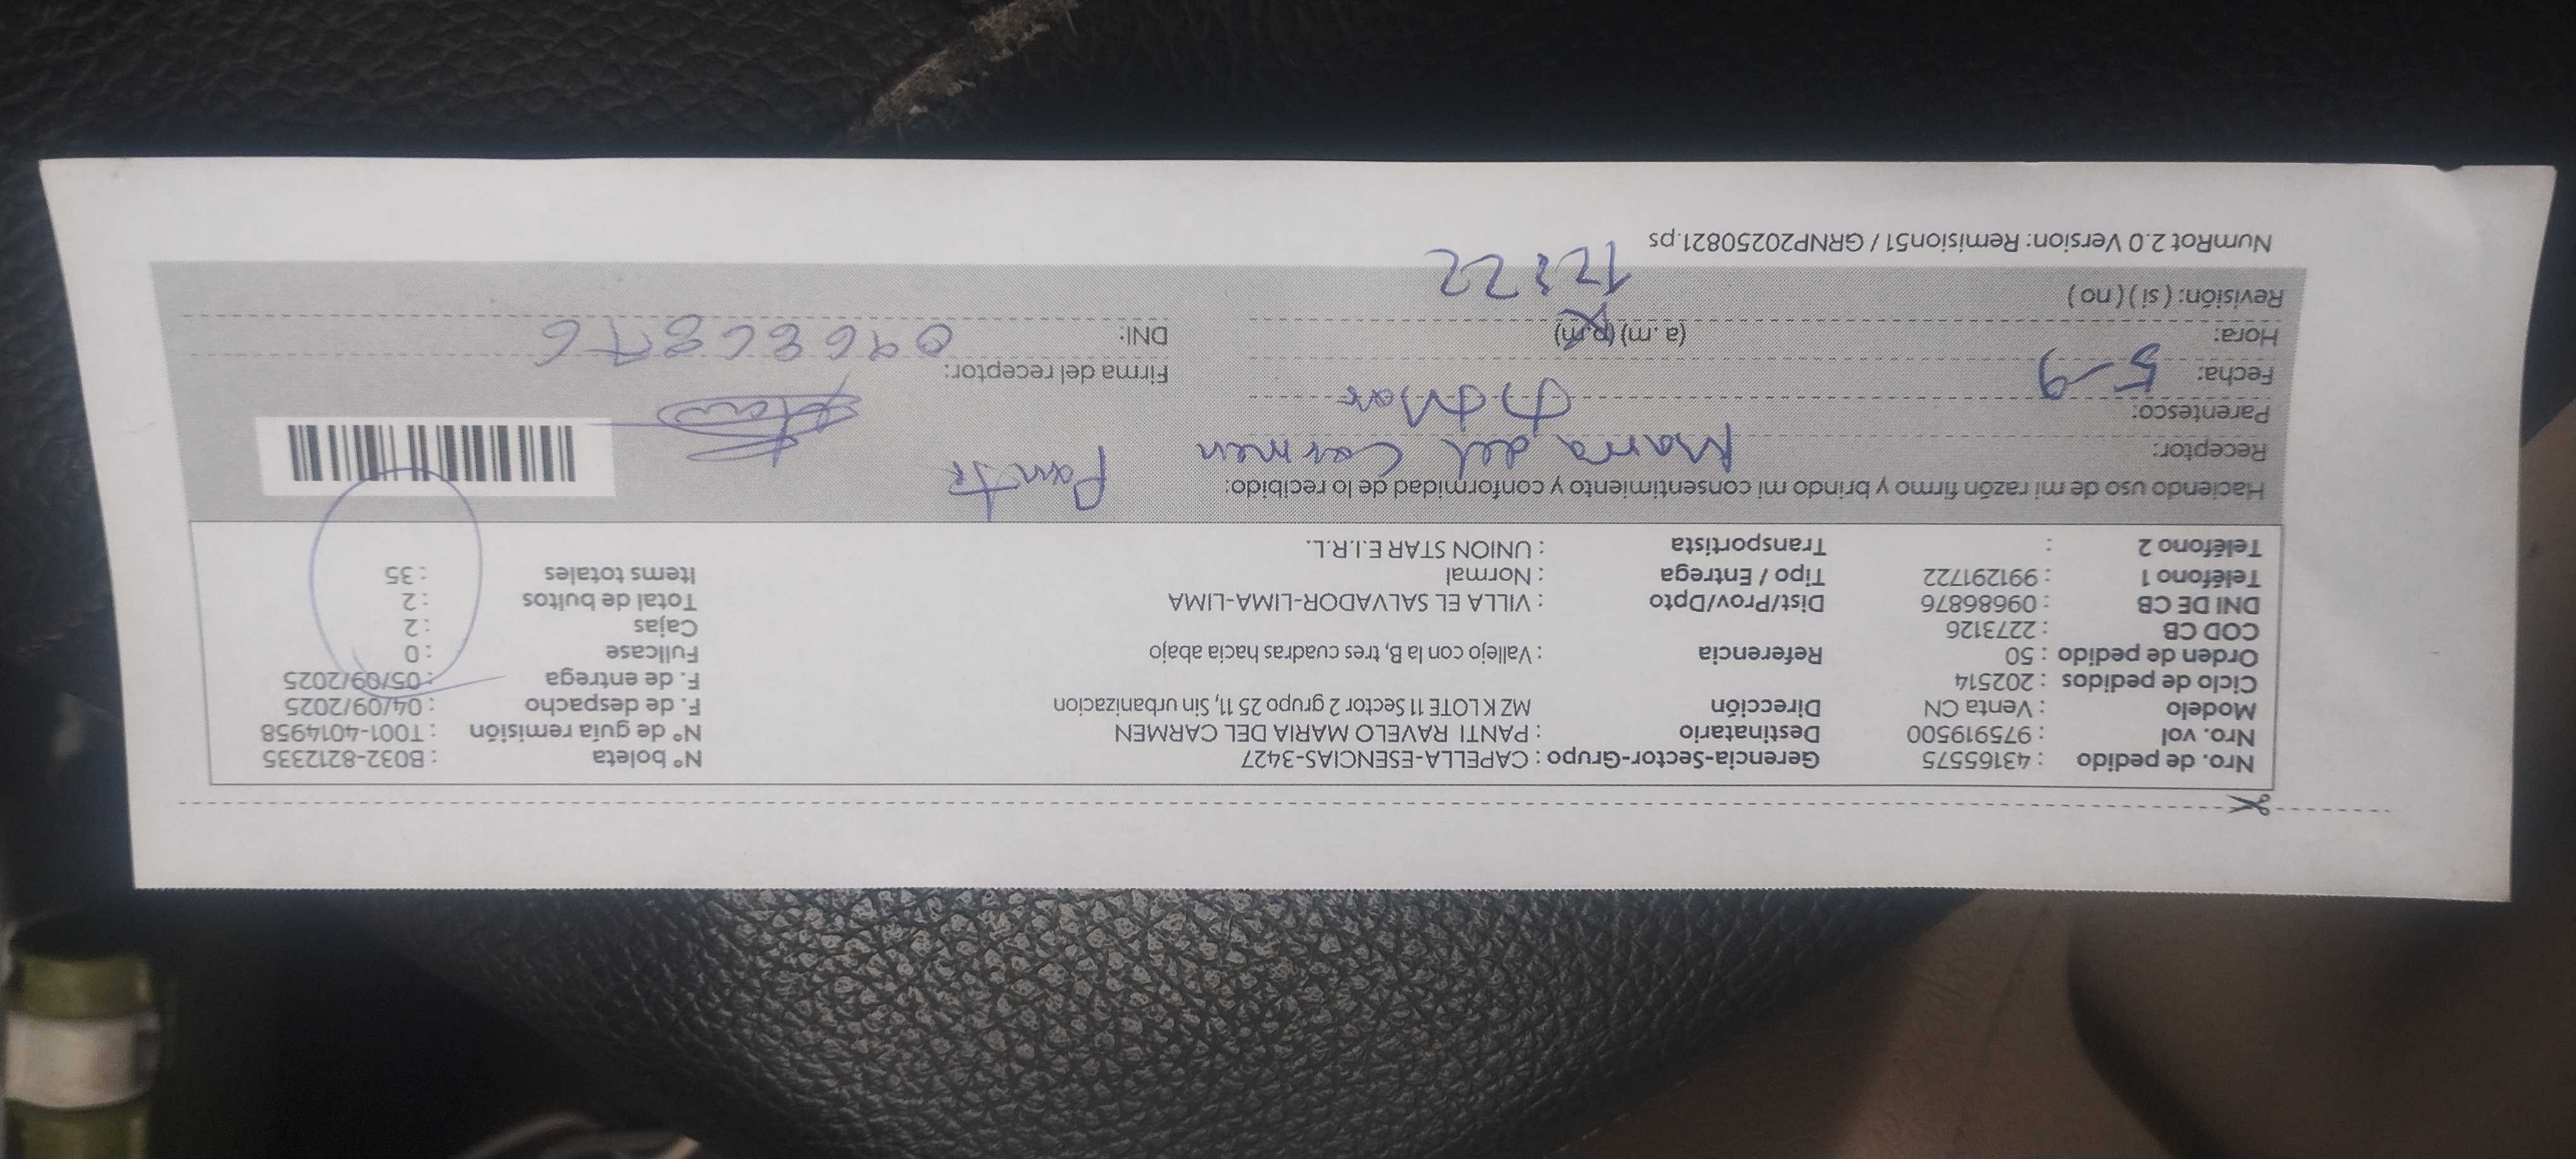 Nro. de pedido : 43165575 Gerencia-Sector-Grupo : CAPELLA-ESENCIAS-3427 N° boleta : B032-8212335
Nro. vol : 975919500 Destinatario : PANTI RAVELO MARIA DEL CARMEN N° de guía remisión : T001-4014958
Modelo : Venta CN Dirección MZ K LOTE 11 Sector 2 grupo 25 11, Sin urbanizacion F. de despacho : 04/09/2025
Ciclo de pedidos : 202514 F. de entrega : 05/09/2025
Orden de pedido : 50 Referencia : Vallejo con la B, tres cuadras hacia abajo Fullcase : 0
COD CB : 2273126 Cajas : 2
DNI DE CB : 09686876 Dist/Prov/Dpto : VILLA EL SALVADOR-LIMA-LIMA Total de bultos : 2
Teléfono 1 : 991291722 Tipo / Entrega : Normal Items totales : 35
Teléfono 2 : Transportista : UNION STAR E.I.R.L.
Haciendo uso de mi razón firmo y brindo mi consentimiento y conformidad de lo recibido:
Receptor: Maria del Carmen Panti
Parentesco:
Fecha: 5-9 Firma del receptor:
Hora: (a.m) (p.m) DNI: 09686876
Revisión: ( si ) ( no ) 12:22
NumRot 2.0 Version: Remision51 / GRNP20250821.ps